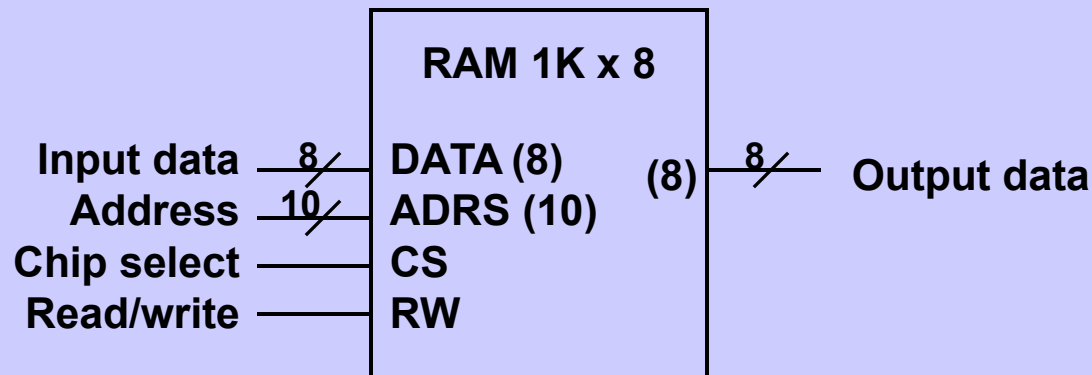 RAM 1K x 8
Input data 8 DATA (8) (8) 8 Output data
Address 10 ADRS (10)
Chip select CS
Read/write RW